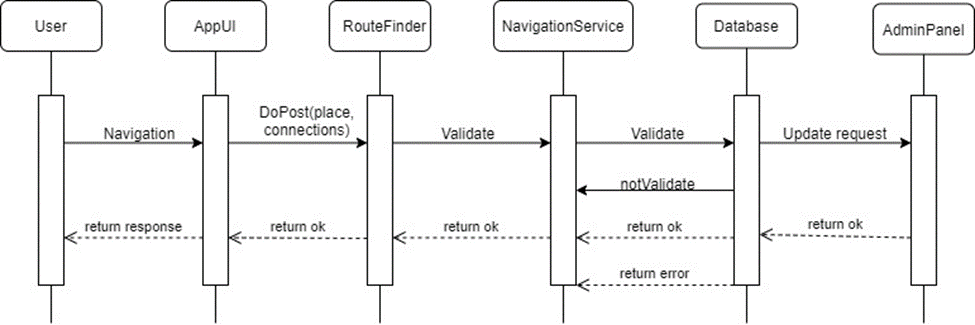 User
AppUI
RouteFinder
NavigationService
Database
AdminPanel
Navigation
DoPost(place,
connections)
Validate
Validate
Update request
notValidate
return response
return ok
return ok
return ok
return ok
return error